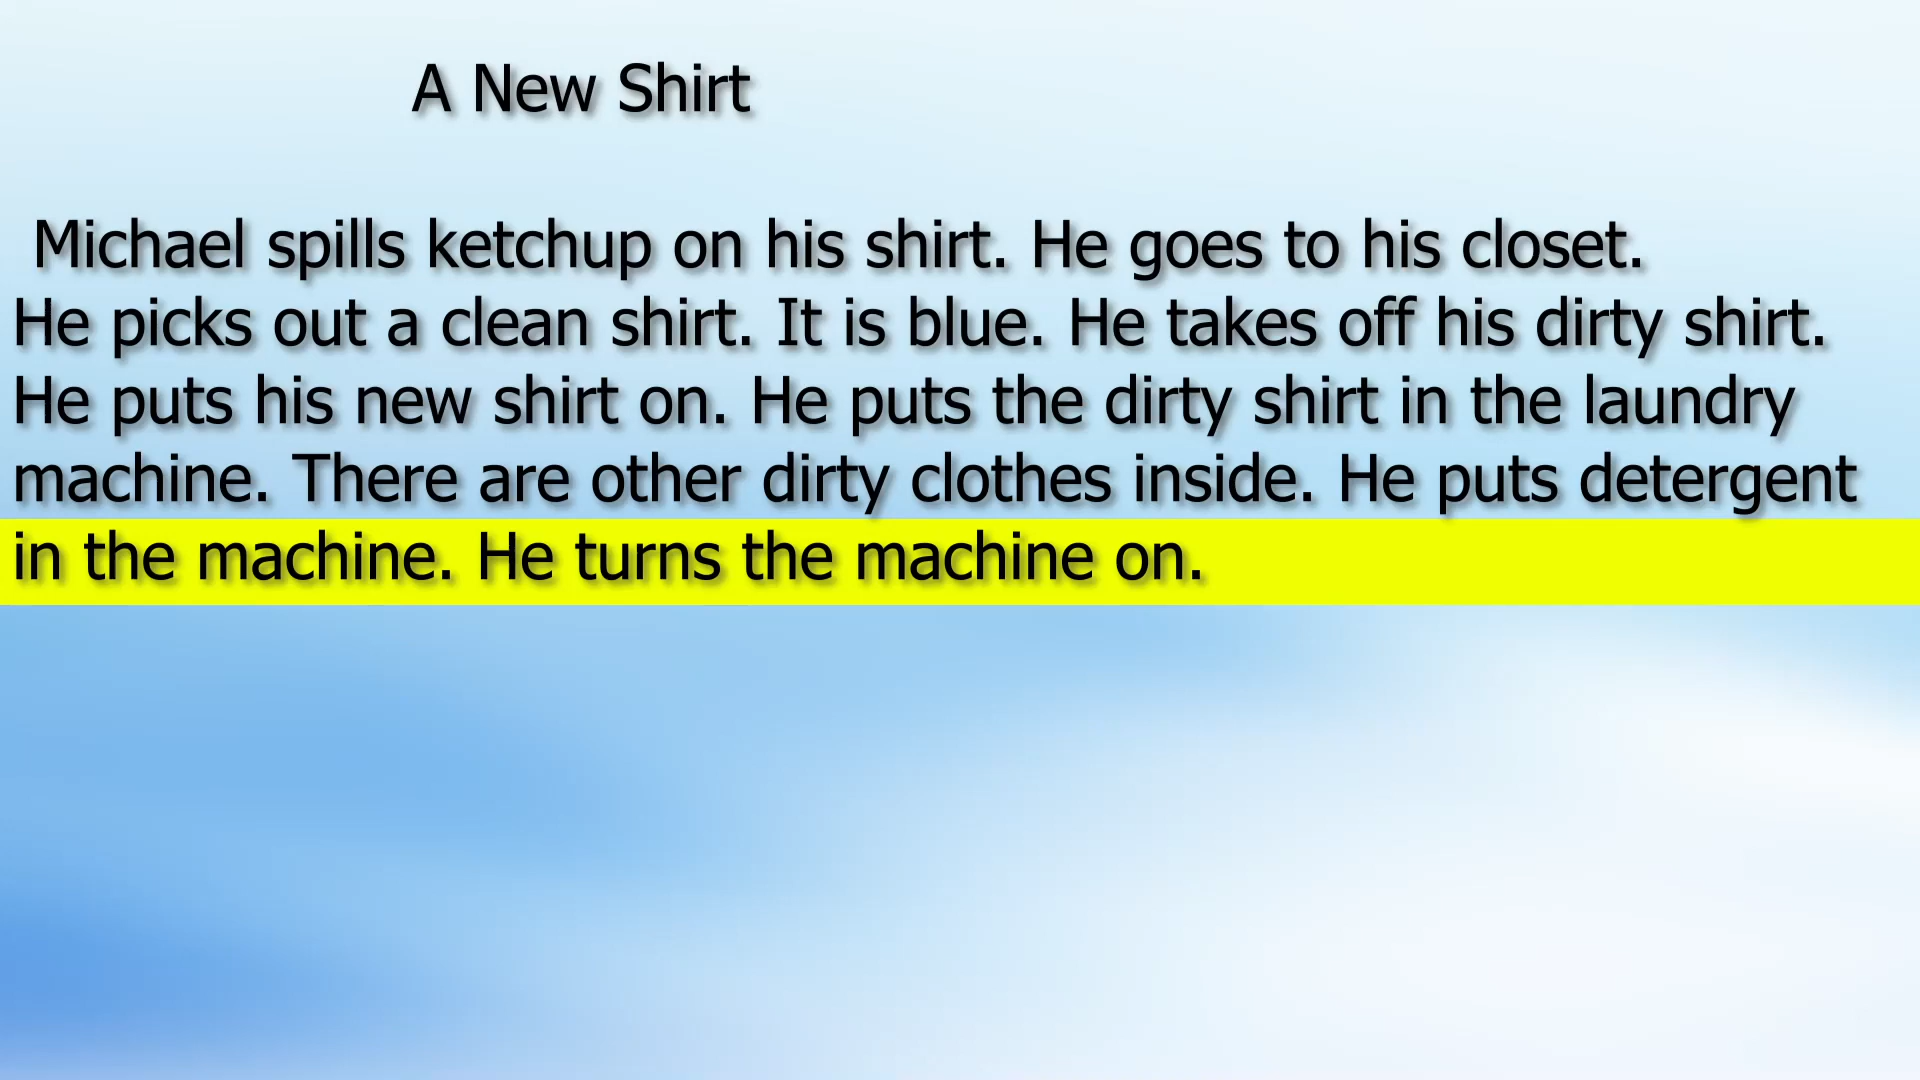 A New Shirt
Michael spills ketchup on his shirt. He goes to his closet.
He picks out a clean shirt. It is blue. He takes off his dirty shirt.
He puts his new shirt on. He puts the dirty shirt in the laundry
machine. There are other dirty clothes inside. He puts detergent
in the machine. He turns the machine on.